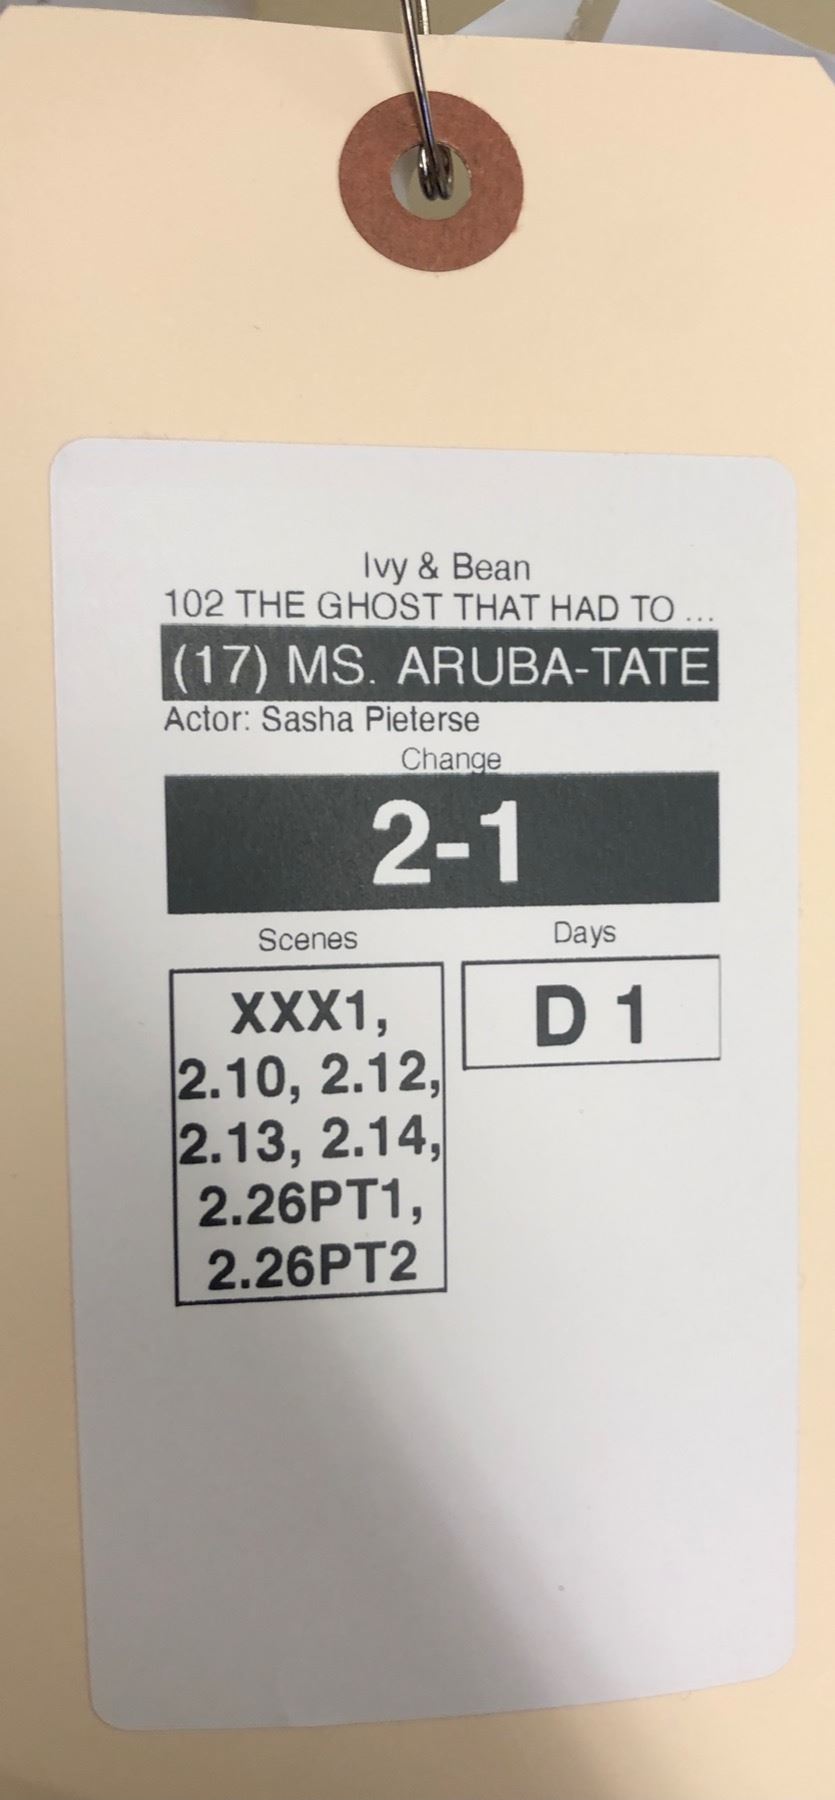 Ivy & Bean
102 THE GHOST THAT HAD TO ...
(17) MS. ARUBA-TATE
Actor: Sasha Pieterse
Change
2-1
Scenes
Days
XXX1,
D 1
2.10, 2.12,
2.13, 2.14,
2.26PT1,
2.26PT2